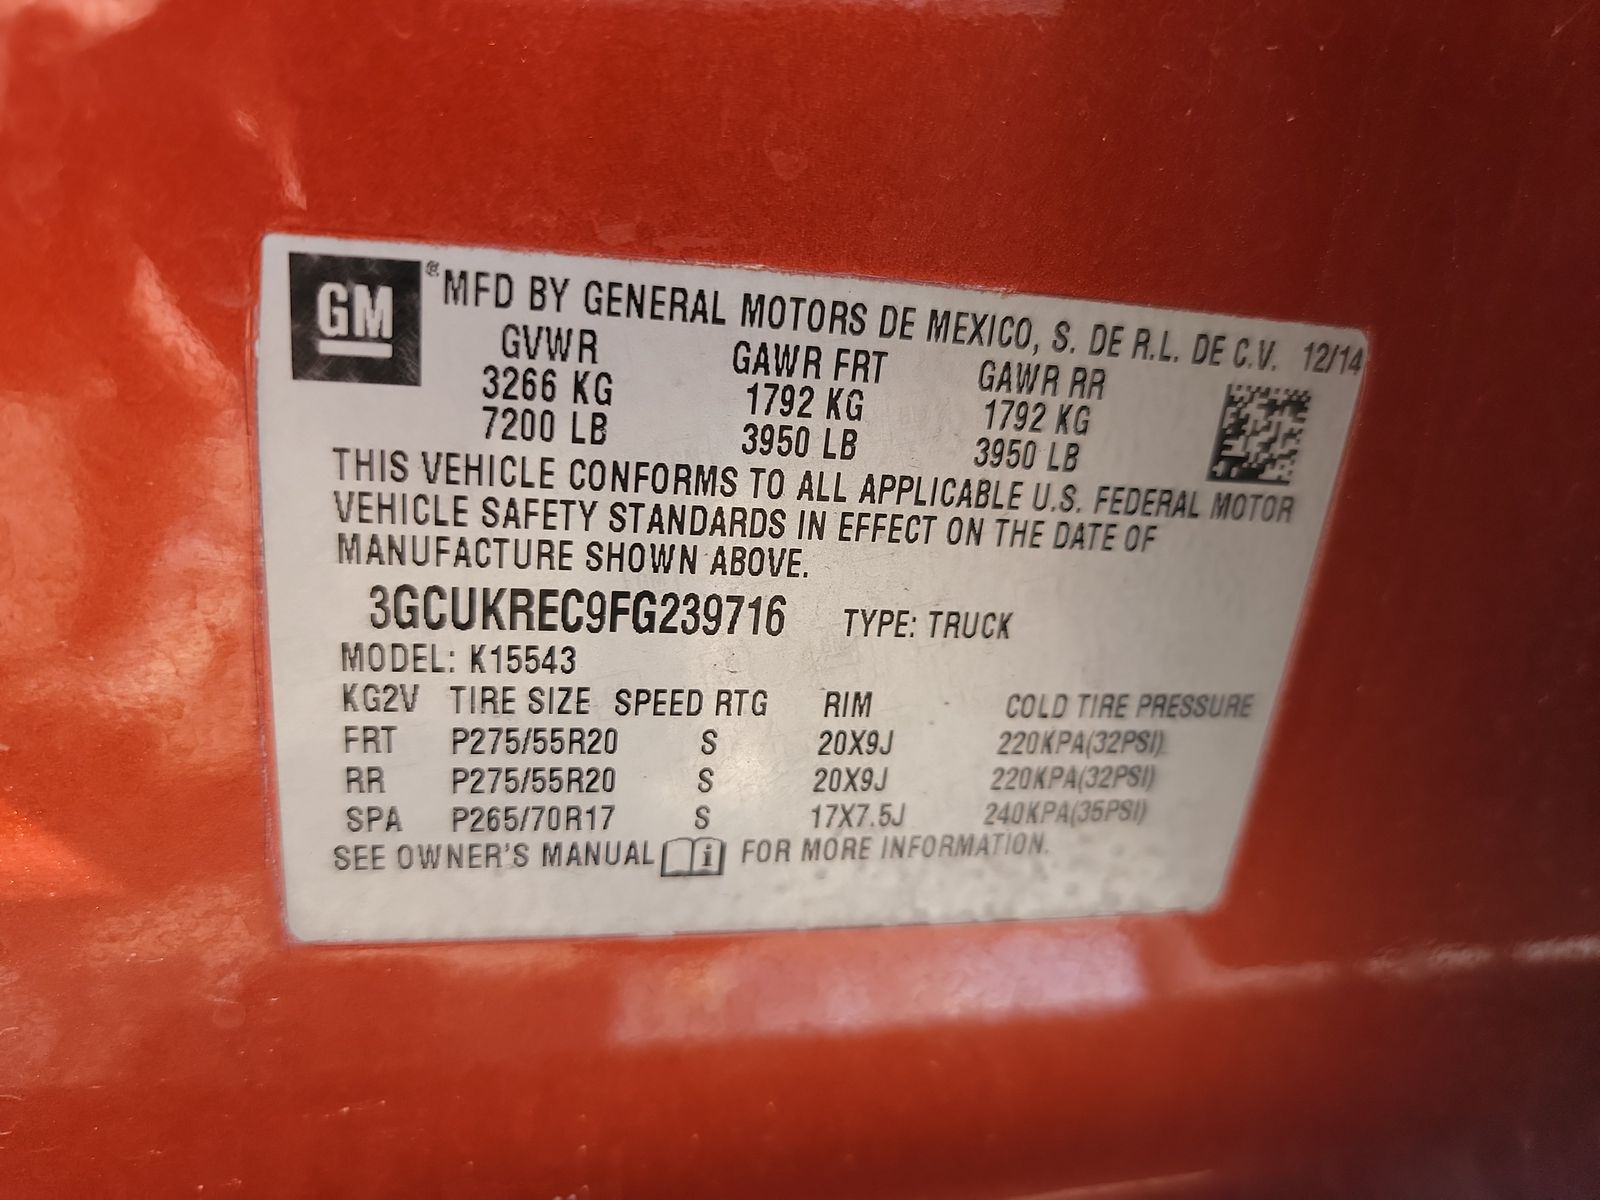 GM ® MFD BY GENERAL MOTORS DE MEXICO, S. DE R.L. DE C.V. 12/14
GVWR GAWR FRT GAWR RR
3266 KG 1792 KG 1792 KG
7200 LB 3950 LB 3950 LB
THIS VEHICLE CONFORMS TO ALL APPLICABLE U.S. FEDERAL MOTOR
VEHICLE SAFETY STANDARDS IN EFFECT ON THE DATE OF
MANUFACTURE SHOWN ABOVE.
3GCUKREC9FG239716 TYPE: TRUCK
MODEL: K15543
KG2V TIRE SIZE SPEED RTG RIM COLD TIRE PRESSURE
FRT P275/55R20 S 20X9J 220KPA(32PSI)
RR P275/55R20 S 20X9J 220KPA(32PSI)
SPA P265/70R17 S 17X7.5J 240KPA(35PSI)
SEE OWNER'S MANUAL i FOR MORE INFORMATION.